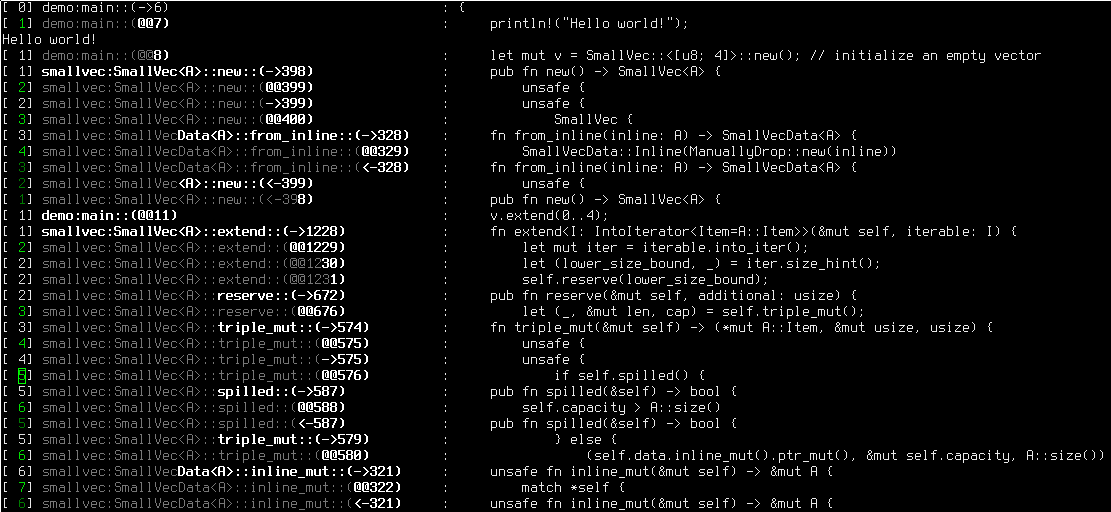 [ 0] demo:main::(->6) : {
[ 1] demo:main::(@@7) : println!("Hello world!");
Hello world!
[ 1] demo:main::(@@8) : let mut v = SmallVec::<[u8; 4]>::new(); // initialize an empty vector
[ 1] smallvec:SmallVec<A>::new::(->398) : pub fn new() -> SmallVec<A> {
[ 2] smallvec:SmallVec<A>::new::(@@399) : unsafe {
[ 2] smallvec:SmallVec<A>::new::(->399) : unsafe {
[ 3] smallvec:SmallVec<A>::new::(@@400) : SmallVec {
[ 3] smallvec:SmallVecData<A>::from_inline::(->328) : fn from_inline(inline: A) -> SmallVecData<A> {
[ 4] smallvec:SmallVecData<A>::from_inline::(@@329) : SmallVecData::Inline(ManuallyDrop::new(inline))
[ 3] smallvec:SmallVecData<A>::from_inline::(<-328) : fn from_inline(inline: A) -> SmallVecData<A> {
[ 2] smallvec:SmallVec<A>::new::(<-399) : unsafe {
[ 1] smallvec:SmallVec<A>::new::(<-398) : pub fn new() -> SmallVec<A> {
[ 1] demo:main::(@@11) : v.extend(0..4);
[ 1] smallvec:SmallVec<A>::extend::(->1228) : fn extend<I: IntoIterator<Item=A::Item>>(&mut self, iterable: I) {
[ 2] smallvec:SmallVec<A>::extend::(@@1229) : let mut iter = iterable.into_iter();
[ 2] smallvec:SmallVec<A>::extend::(@@1230) : let (lower_size_bound, _) = iter.size_hint();
[ 2] smallvec:SmallVec<A>::extend::(@@1231) : self.reserve(lower_size_bound);
[ 2] smallvec:SmallVec<A>::reserve::(->672) : pub fn reserve(&mut self, additional: usize) {
[ 3] smallvec:SmallVec<A>::reserve::(@@676) : let (_, &mut len, cap) = self.triple_mut();
[ 3] smallvec:SmallVec<A>::triple_mut::(->574) : fn triple_mut(&mut self) -> (*mut A::Item, &mut usize, usize) {
[ 4] smallvec:SmallVec<A>::triple_mut::(@@575) : unsafe {
[ 4] smallvec:SmallVec<A>::triple_mut::(->575) : unsafe {
[ 5] smallvec:SmallVec<A>::triple_mut::(@@576) : if self.spilled() {
[ 5] smallvec:SmallVec<A>::spilled::(->587) : pub fn spilled(&self) -> bool {
[ 6] smallvec:SmallVec<A>::spilled::(@@588) : self.capacity > A::size()
[ 5] smallvec:SmallVec<A>::spilled::(<-587) : pub fn spilled(&self) -> bool {
[ 5] smallvec:SmallVec<A>::triple_mut::(->579) : } else {
[ 6] smallvec:SmallVec<A>::triple_mut::(@@580) : (self.data.inline_mut().ptr_mut(), &mut self.capacity, A::size())
[ 6] smallvec:SmallVecData<A>::inline_mut::(->321) : unsafe fn inline_mut(&mut self) -> &mut A {
[ 7] smallvec:SmallVecData<A>::inline_mut::(@@322) : match *self {
[ 6] smallvec:SmallVecData<A>::inline_mut::(<-321) : unsafe fn inline_mut(&mut self) -> &mut A {